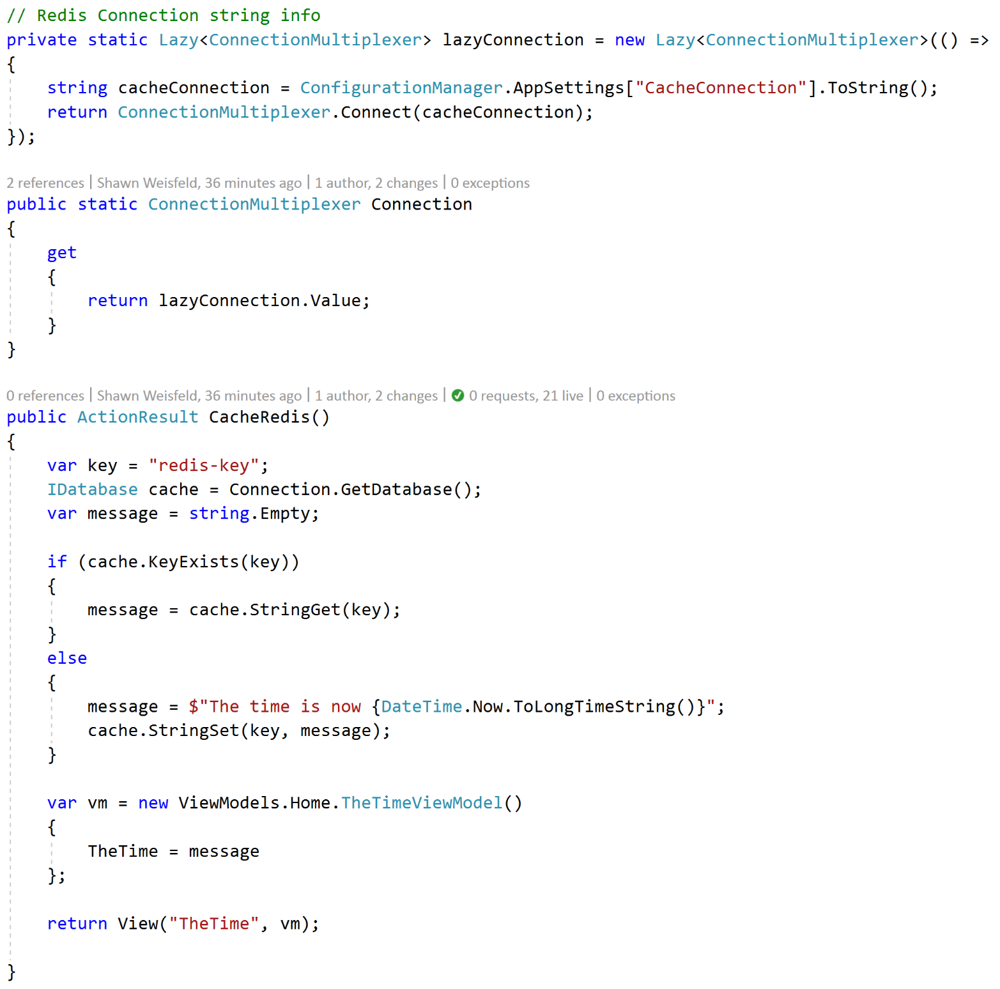 // Redis Connection string info
private static Lazy<ConnectionMultiplexer> lazyConnection = new Lazy<ConnectionMultiplexer>(() =>
{
    string cacheConnection = ConfigurationManager.AppSettings["CacheConnection"].ToString();
    return ConnectionMultiplexer.Connect(cacheConnection);
});

2 references | Shawn Weisfeld, 36 minutes ago | 1 author, 2 changes | 0 exceptions
public static ConnectionMultiplexer Connection
{
    get
    {
        return lazyConnection.Value;
    }
}

0 references | Shawn Weisfeld, 36 minutes ago | 1 author, 2 changes | 0 requests, 21 live | 0 exceptions
public ActionResult CacheRedis()
{
    var key = "redis-key";
    IDatabase cache = Connection.GetDatabase();
    var message = string.Empty;

    if (cache.KeyExists(key))
    {
        message = cache.StringGet(key);
    }
    else
    {
        message = $"The time is now {DateTime.Now.ToLongTimeString()}";
        cache.StringSet(key, message);
    }

    var vm = new ViewModels.Home.TheTimeViewModel()
    {
        TheTime = message
    };

    return View("TheTime", vm);

}